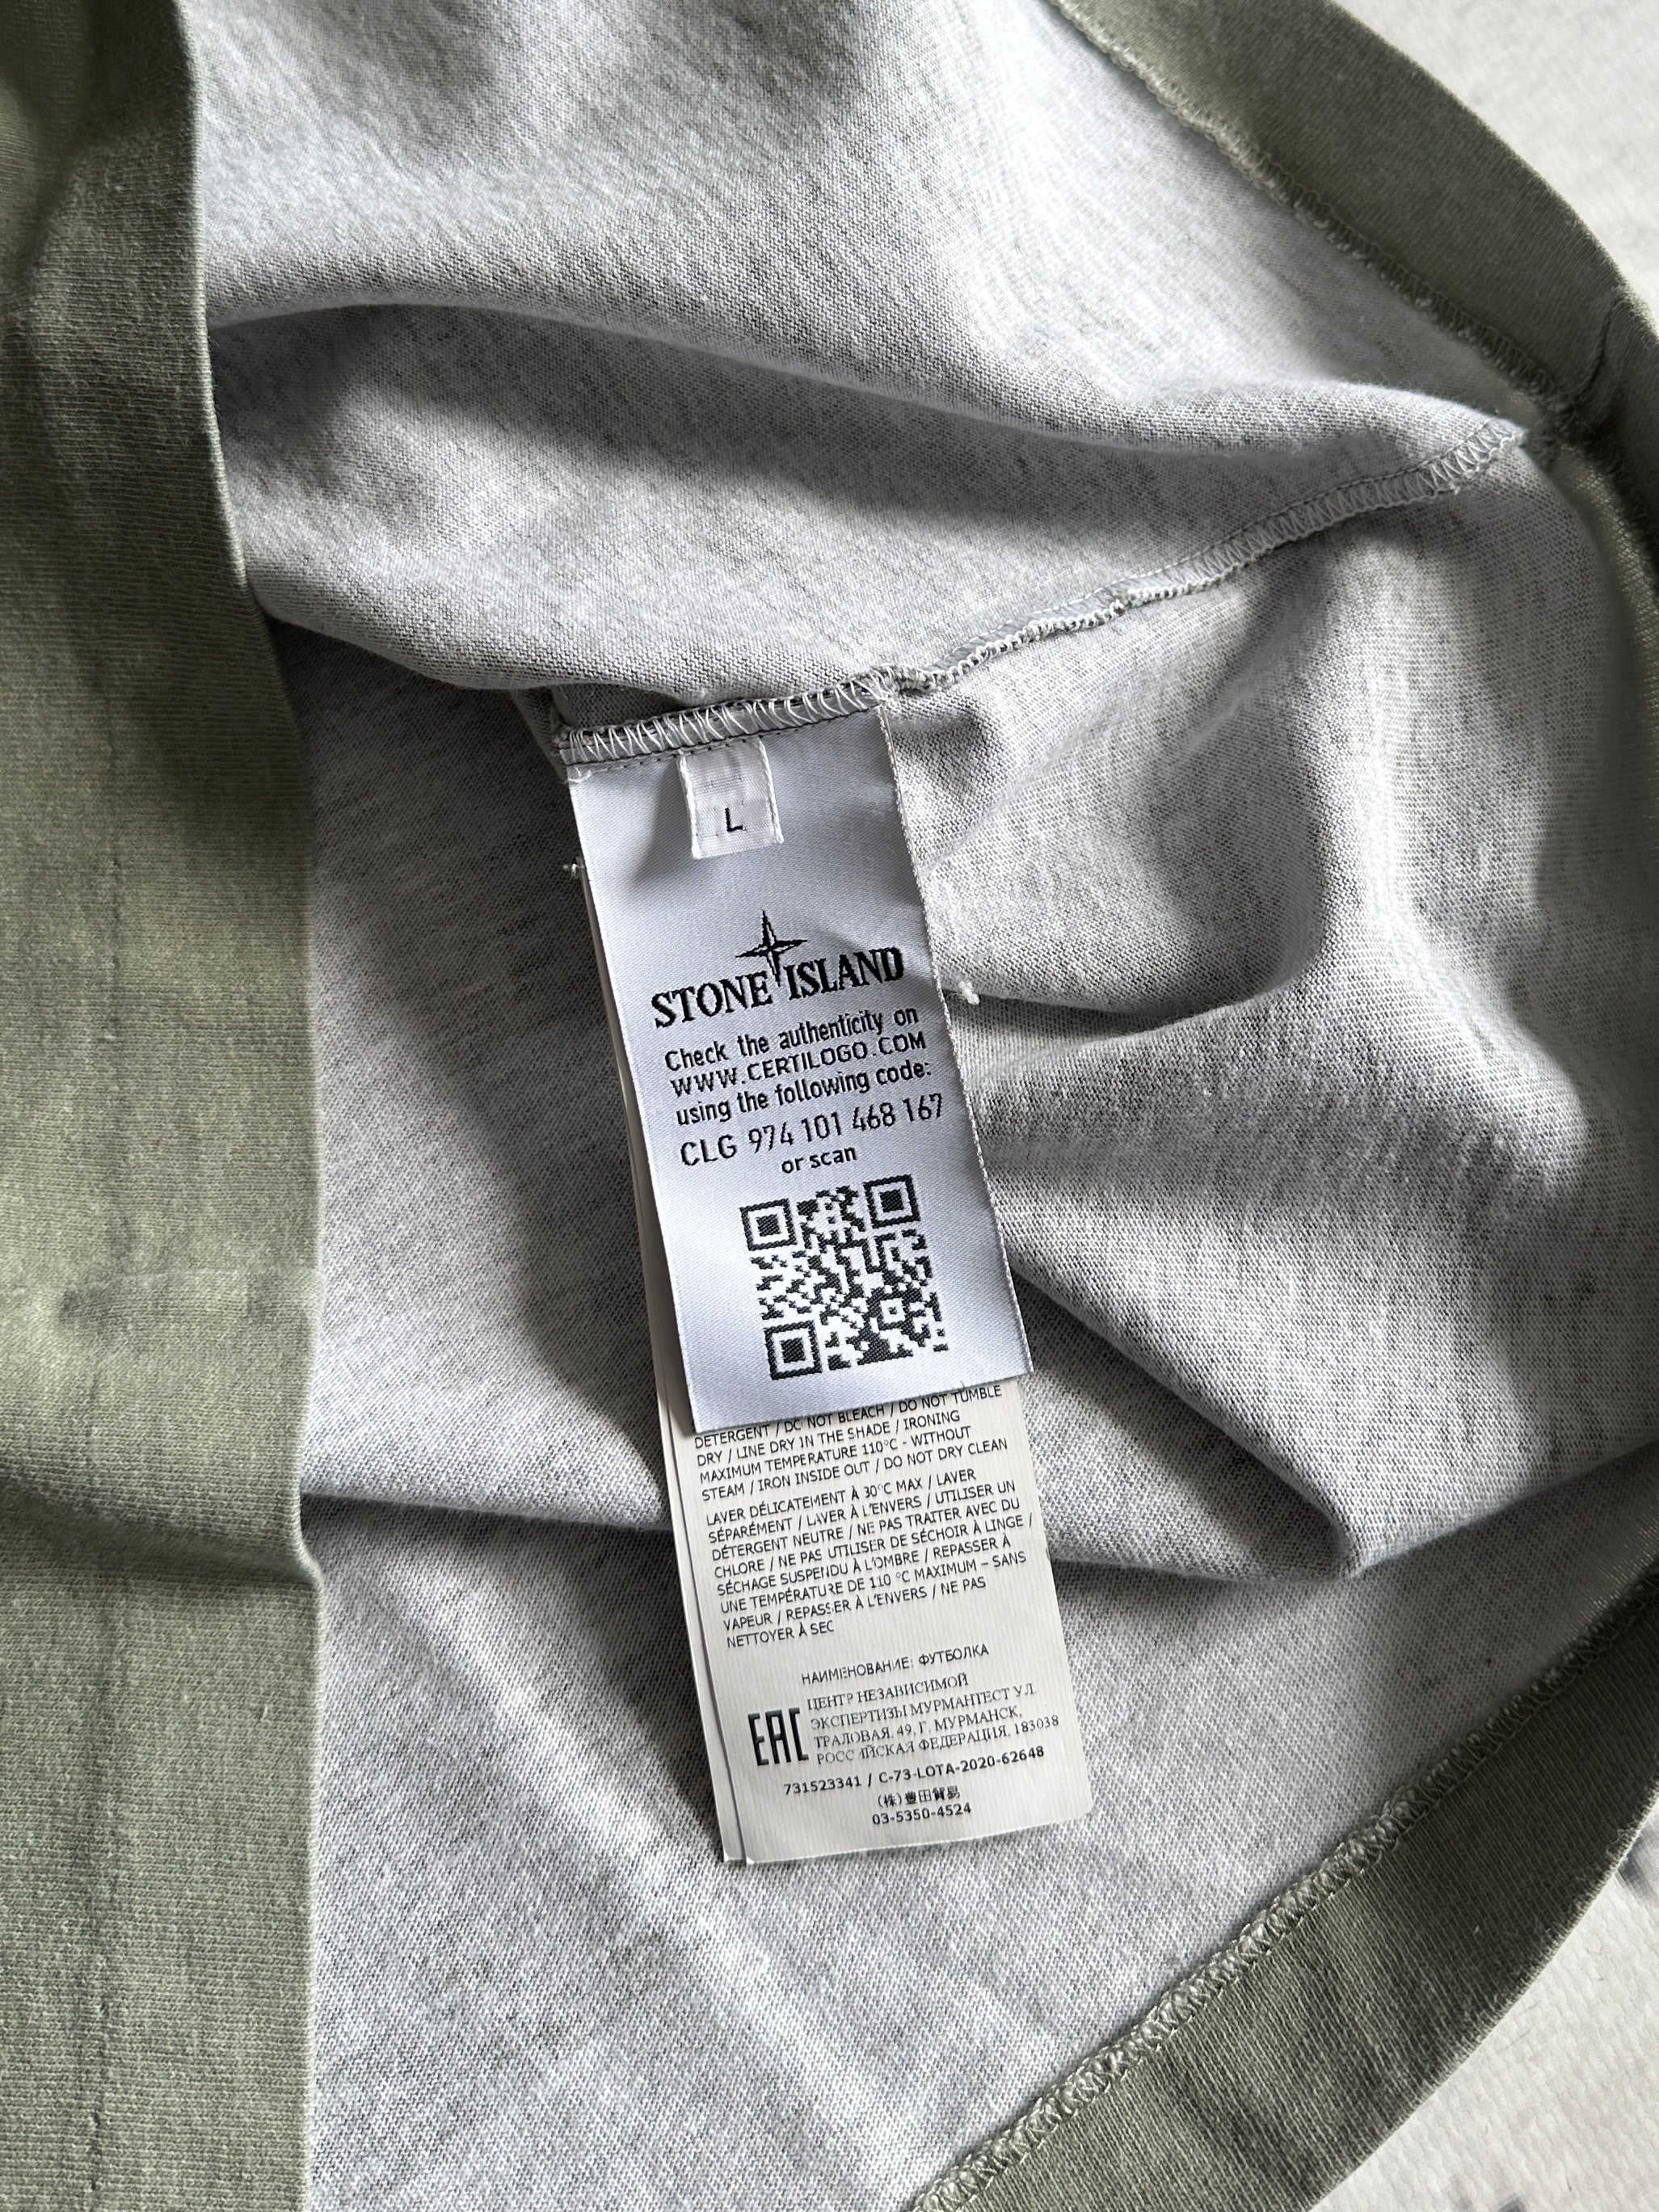 L
STONE ISLAND
Check the authenticity on
WWW.CERTILOGO.COM
using the following code:
CLG 974 101 468 167
or scan
DETERGENT / DO NOT BLEACH / DO NOT TUMBLE
DRY / LINE DRY IN THE SHADE / IRONING
MAXIMUM TEMPERATURE 110°C - WITHOUT
STEAM / IRON INSIDE OUT / DO NOT DRY CLEAN
LAVER DÉLICATEMENT À 30°C MAX / LAVER
SÉPARÉMENT / LAVER À L'ENVERS / UTILISER UN
DÉTERGENT NEUTRE / NE PAS TRAITER AVEC DU
CHLORE / NE PAS UTILISER DE SÉCHOIR À LINGE /
SÉCHAGE SUSPENDU À L'OMBRE / REPASSER À
UNE TEMPÉRATURE DE 110 °C MAXIMUM – SANS
VAPEUR / REPASSER À L'ENVERS / NE PAS
NETTOYER À SEC
НАИМЕНОВАНИЕ: ФУТБОЛКА
EAC
ЦЕНТР НЕЗАВИСИМОЙ
ЭКСПЕРТИЗЫ МУРМАНТЕСТ УЛ.
ТРАЛОВАЯ, 49, Г. МУРМАНСК,
РОССИЙСКАЯ ФЕДЕРАЦИЯ, 183038
731523341 / C-73-LOTA-2020-62648
(株)豊田貿易
03-5350-4524